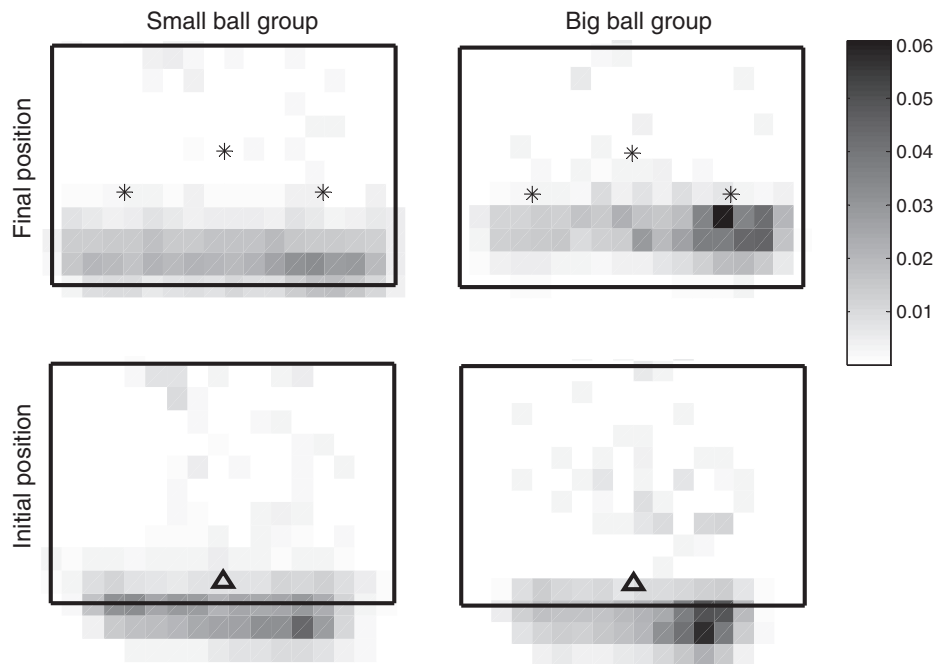 Small ball group
Big ball group
Final position
0.06
0.05
0.04
0.03
0.02
0.01
Initial position